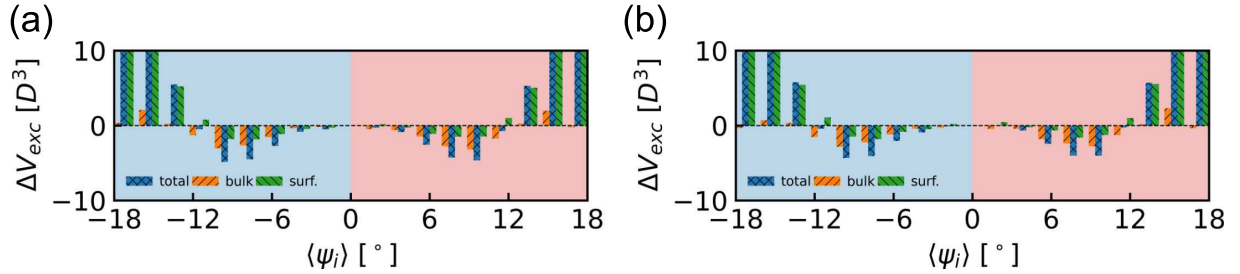 (a)
ΔV_exc [D³]
10
0
−10
total bulk surf.
−18 −12 −6 0 6 12 18
⟨ψ_i⟩ [°]
(b)
ΔV_exc [D³]
10
0
−10
total bulk surf.
−18 −12 −6 0 6 12 18
⟨ψ_i⟩ [°]